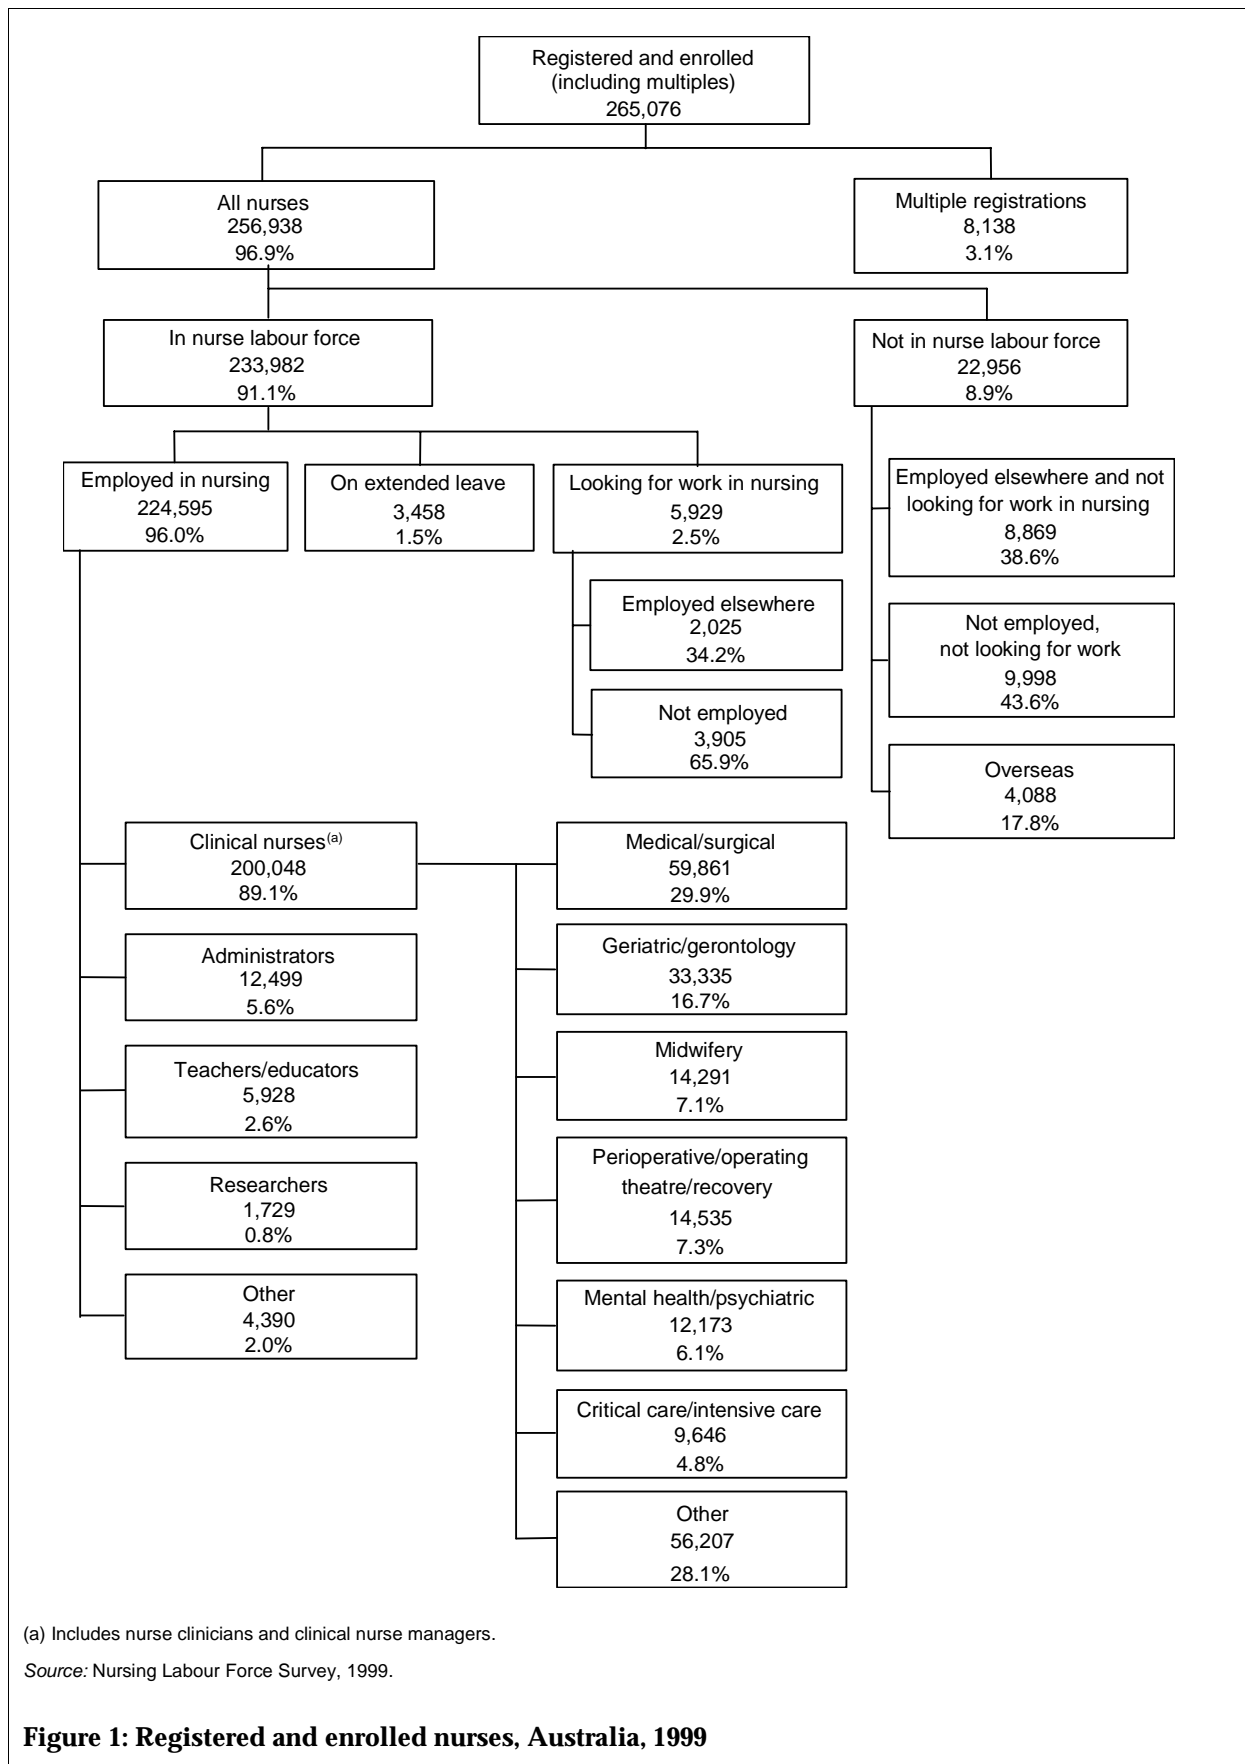 Registered and enrolled
(including multiples)
265,076
All nurses
256,938
96.9%
Multiple registrations
8,138
3.1%
In nurse labour force
233,982
91.1%
Not in nurse labour force
22,956
8.9%
Employed in nursing
224,595
96.0%
On extended leave
3,458
1.5%
Looking for work in nursing
5,929
2.5%
Employed elsewhere and not
looking for work in nursing
8,869
38.6%
Employed elsewhere
2,025
34.2%
Not employed,
not looking for work
9,998
43.6%
Not employed
3,905
65.9%
Overseas
4,088
17.8%
Clinical nurses(a)
200,048
89.1%
Administrators
12,499
5.6%
Teachers/educators
5,928
2.6%
Researchers
1,729
0.8%
Other
4,390
2.0%
Medical/surgical
59,861
29.9%
Geriatric/gerontology
33,335
16.7%
Midwifery
14,291
7.1%
Perioperative/operating
theatre/recovery
14,535
7.3%
Mental health/psychiatric
12,173
6.1%
Critical care/intensive care
9,646
4.8%
Other
56,207
28.1%
(a) Includes nurse clinicians and clinical nurse managers.
Source: Nursing Labour Force Survey, 1999.
Figure 1: Registered and enrolled nurses, Australia, 1999